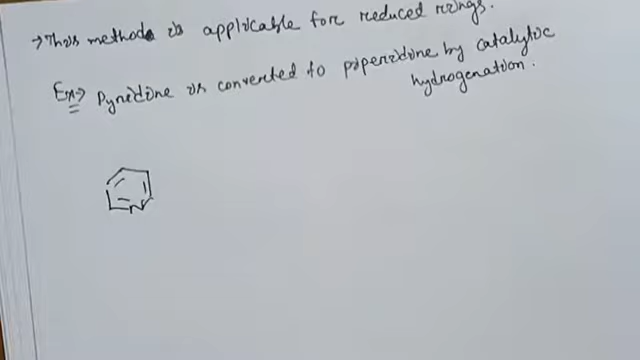 → This method is applicable for reduced rings.
Ex→ Pyridine is converted to piperidine by catalytic
hydrogenation.
N